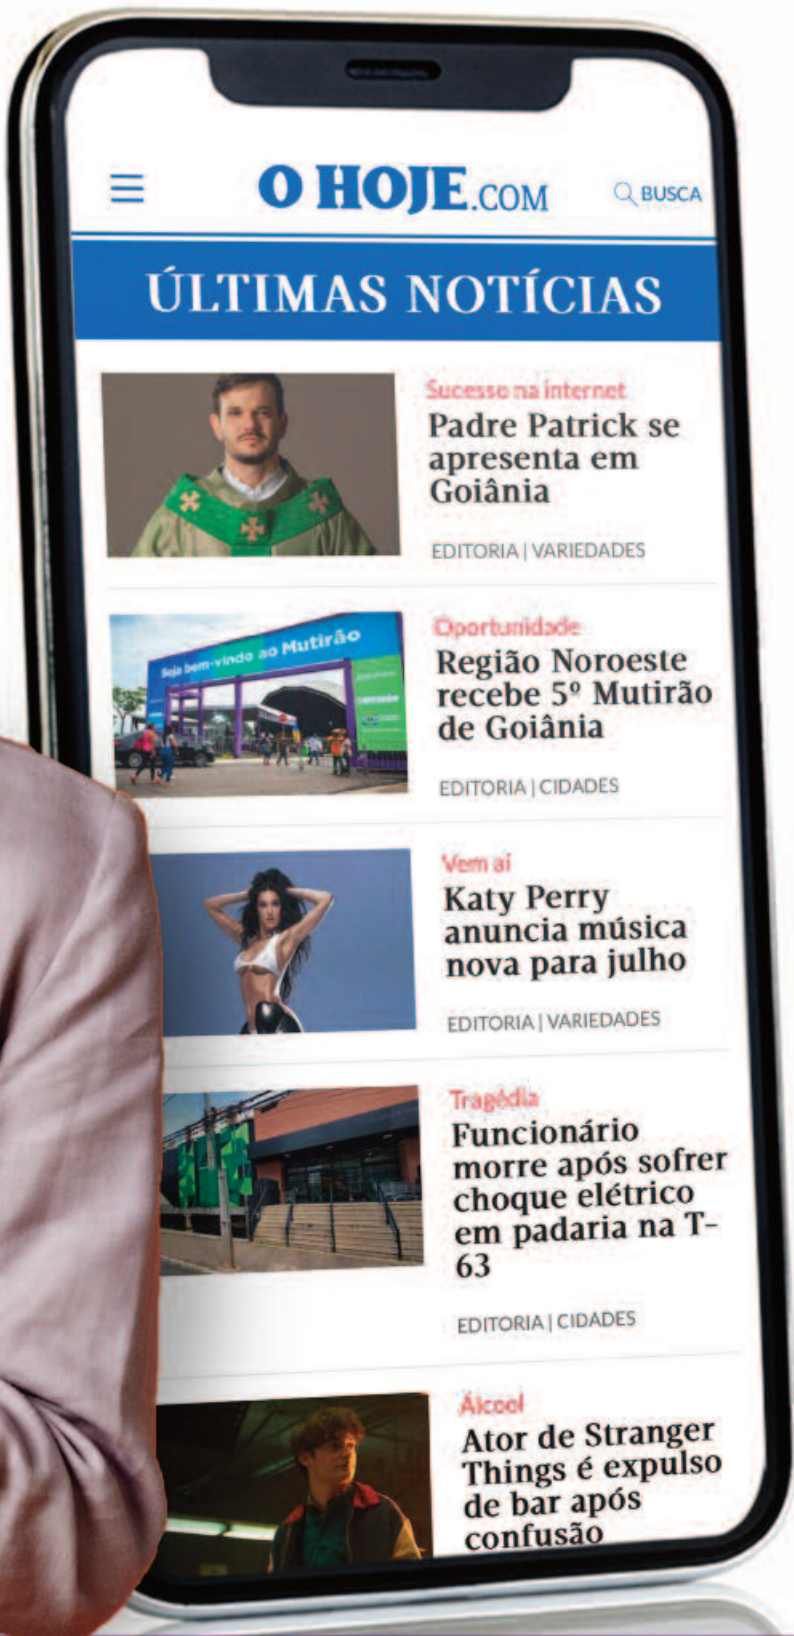 O HOJE.COM
BUSCA
ÚLTIMAS NOTÍCIAS
Sucesso na internet
Padre Patrick se
apresenta em
Goiânia
EDITORIA | VARIEDADES
Seja bem-vindo ao Mutirão
Oportunidade
Região Noroeste
recebe 5º Mutirão
de Goiânia
EDITORIA | CIDADES
Vem aí
Katy Perry
anuncia música
nova para julho
EDITORIA | VARIEDADES
Tragédia
Funcionário
morre após sofrer
choque elétrico
em padaria na T-
63
EDITORIA | CIDADES
Álcool
Ator de Stranger
Things é expulso
de bar após
confusão